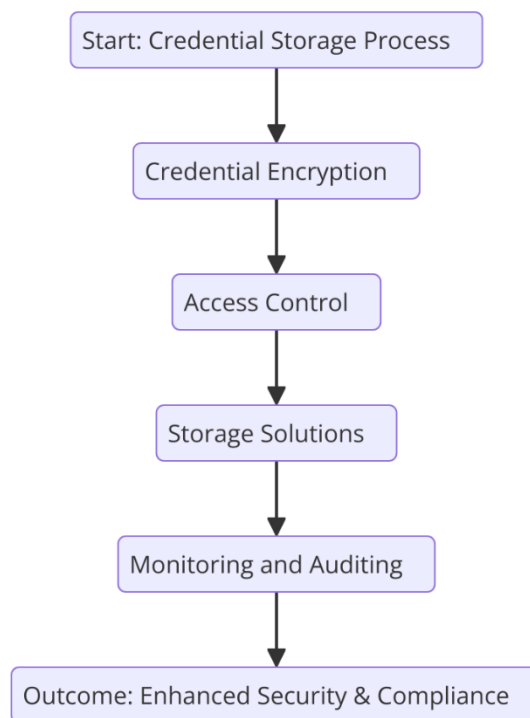 Start: Credential Storage Process
Credential Encryption
Access Control
Storage Solutions
Monitoring and Auditing
Outcome: Enhanced Security & Compliance